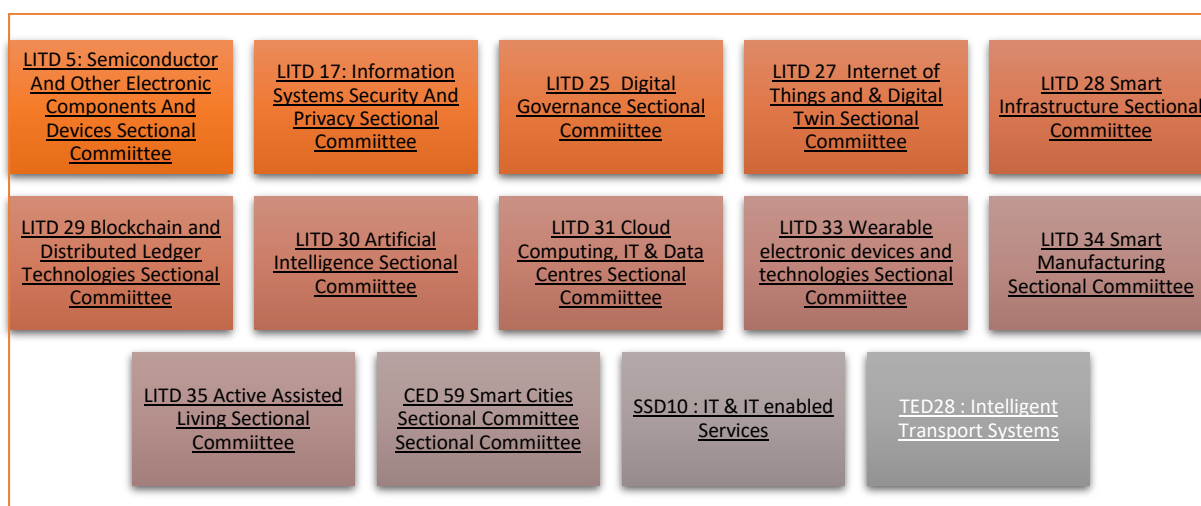 LITD 5: Semiconductor
And Other Electronic
Components And
Devices Sectional
Commiittee
LITD 17: Information
Systems Security And
Privacy Sectional
Commiittee
LITD 25  Digital
Governance Sectional
Commiittee
LITD 27  Internet of
Things and & Digital
Twin Sectional
Commiittee
LITD 28 Smart
Infrastructure Sectional
Commiittee
LITD 29 Blockchain and
Distributed Ledger
Technologies Sectional
Commiittee
LITD 30 Artificial
Intelligence Sectional
Commiittee
LITD 31 Cloud
Computing, IT & Data
Centres Sectional
Commiittee
LITD 33 Wearable
electronic devices and
technologies Sectional
Commiittee
LITD 34 Smart
Manufacturing
Sectional Commiittee
LITD 35 Active Assisted
Living Sectional
Commiittee
CED 59 Smart Cities
Sectional Committee
Sectional Commiittee
SSD10 : IT & IT enabled
Services
TED28 : Intelligent
Transport Systems